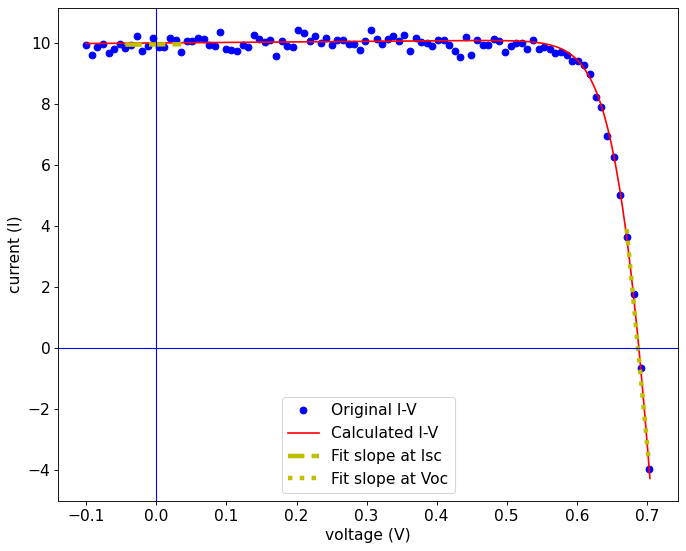 10
8
6
4
2
0
−2
−4
current (I)
Original I-V
Calculated I-V
Fit slope at Isc
Fit slope at Voc
−0.1 0.0 0.1 0.2 0.3 0.4 0.5 0.6 0.7
voltage (V)